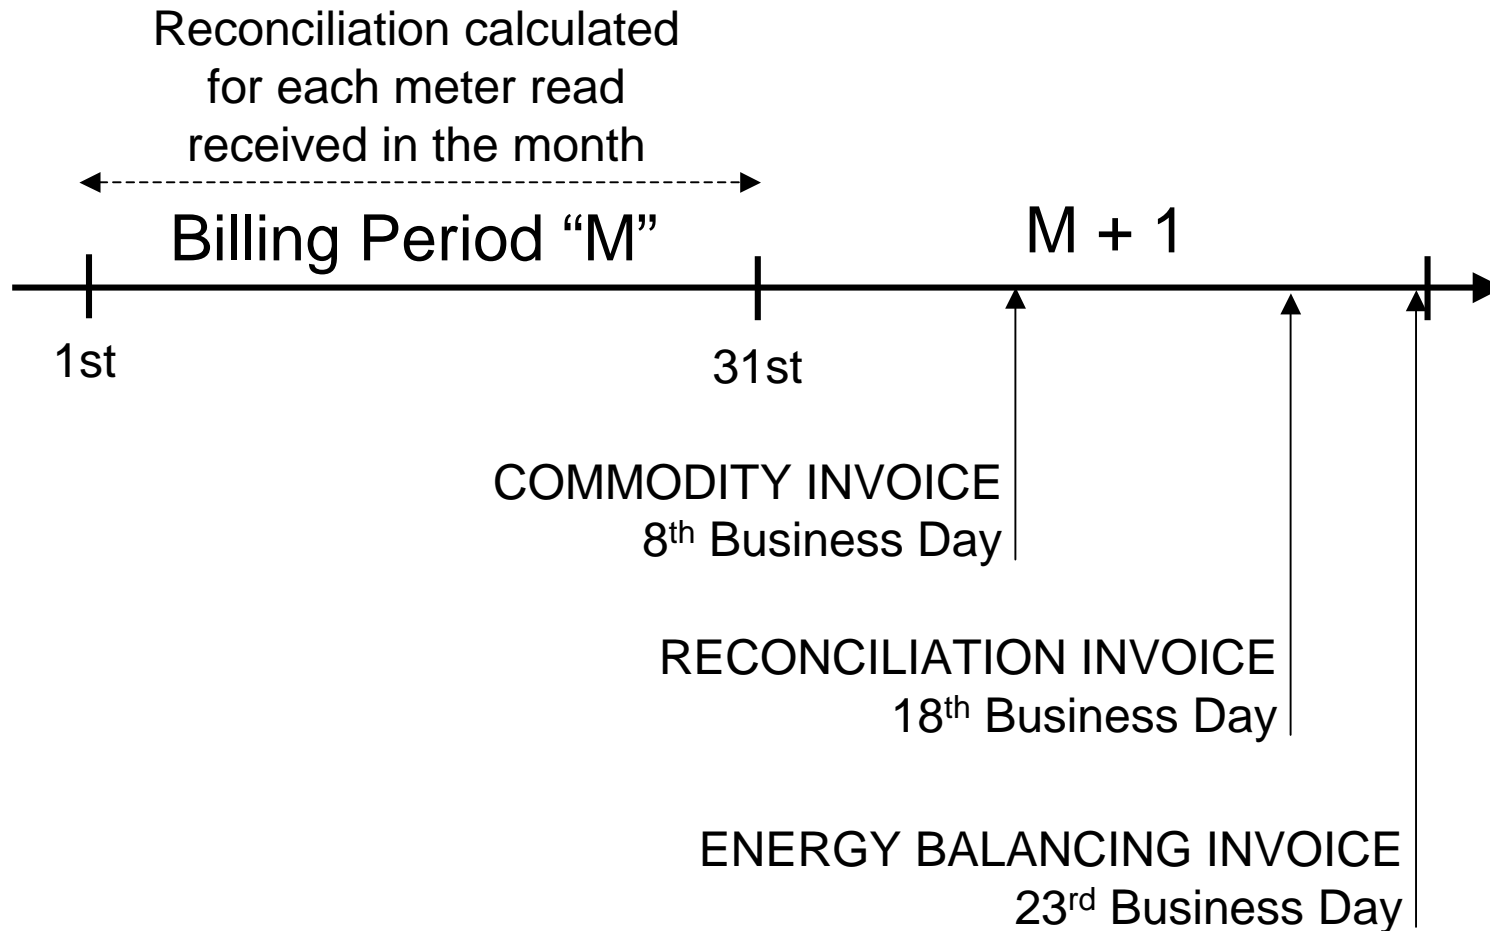 Reconciliation calculated
for each meter read
received in the month
Billing Period “M”
M + 1
1st
31st
COMMODITY INVOICE
8th Business Day
RECONCILIATION INVOICE
18th Business Day
ENERGY BALANCING INVOICE
23rd Business Day